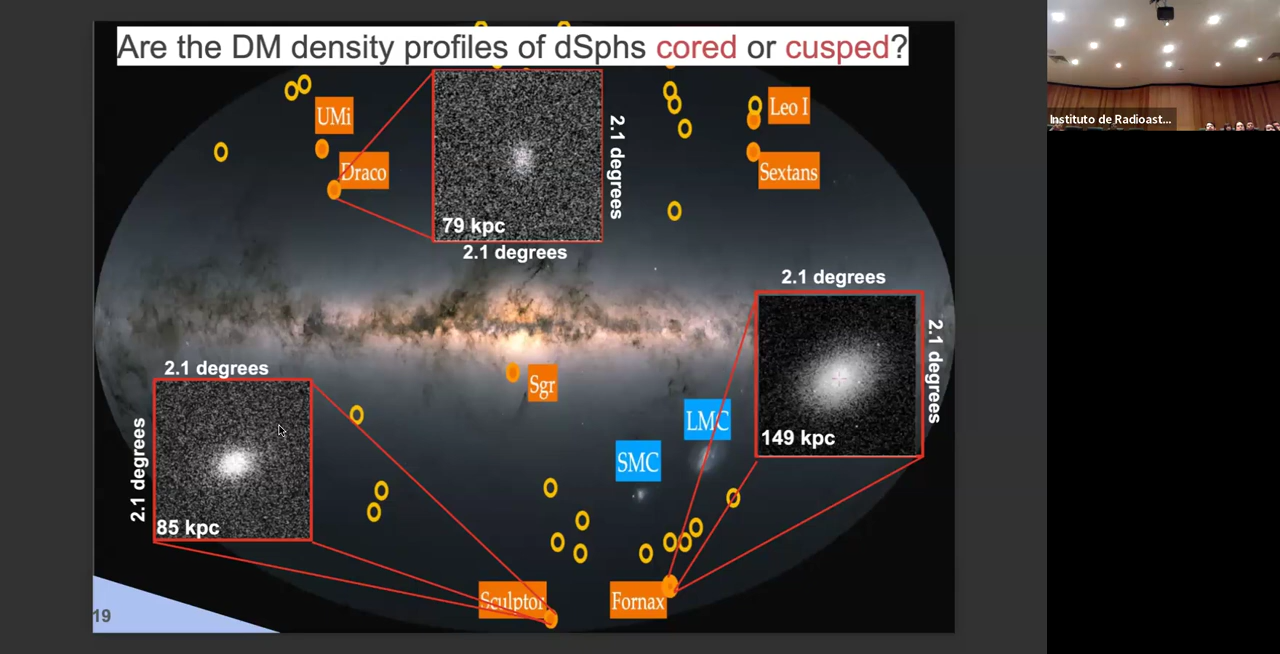 Are the DM density profiles of dSphs cored or cusped?
UMi
Draco
79 kpc
2.1 degrees
2.1 degrees
Leo I
Sextans
Instituto de Radioast...
2.1 degrees
2.1 degrees
149 kpc
Sgr
LMC
SMC
2.1 degrees
2.1 degrees
85 kpc
Sculptor
Fornax
19